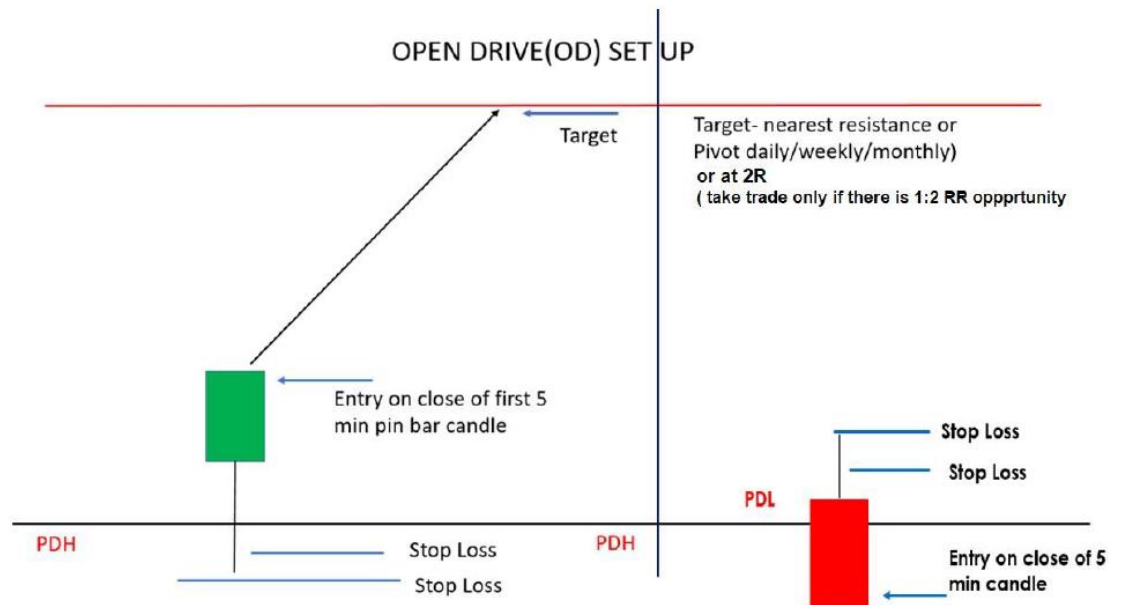 OPEN DRIVE(OD) SET UP
Target
Target- nearest resistance or
Pivot daily/weekly/monthly)
or at 2R
( take trade only if there is 1:2 RR oppprtunity
Entry on close of first 5
min pin bar candle
Stop Loss
Stop Loss
PDL
PDH
PDH
Stop Loss
Stop Loss
Entry on close of 5
min candle